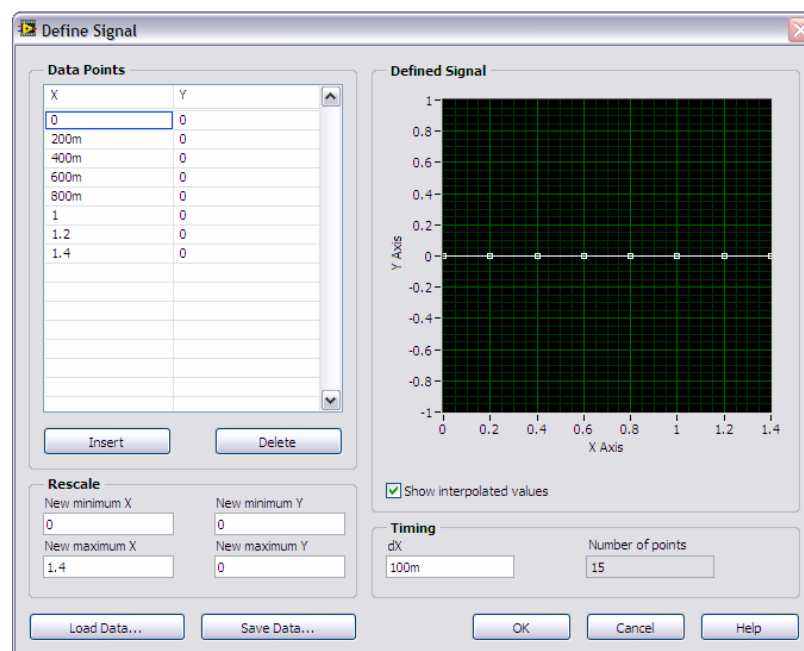 Define Signal
Data Points
X Y
0 0
200m 0
400m 0
600m 0
800m 0
1 0
1.2 0
1.4 0
Insert Delete
Rescale
New minimum X New minimum Y
0 0
New maximum X New maximum Y
1.4 0
Load Data... Save Data...
Defined Signal
Y Axis
1
0.8
0.6
0.4
0.2
0
-0.2
-0.4
-0.6
-0.8
-1
0 0.2 0.4 0.6 0.8 1 1.2 1.4
X Axis
Show interpolated values
Timing
dX Number of points
100m 15
OK Cancel Help